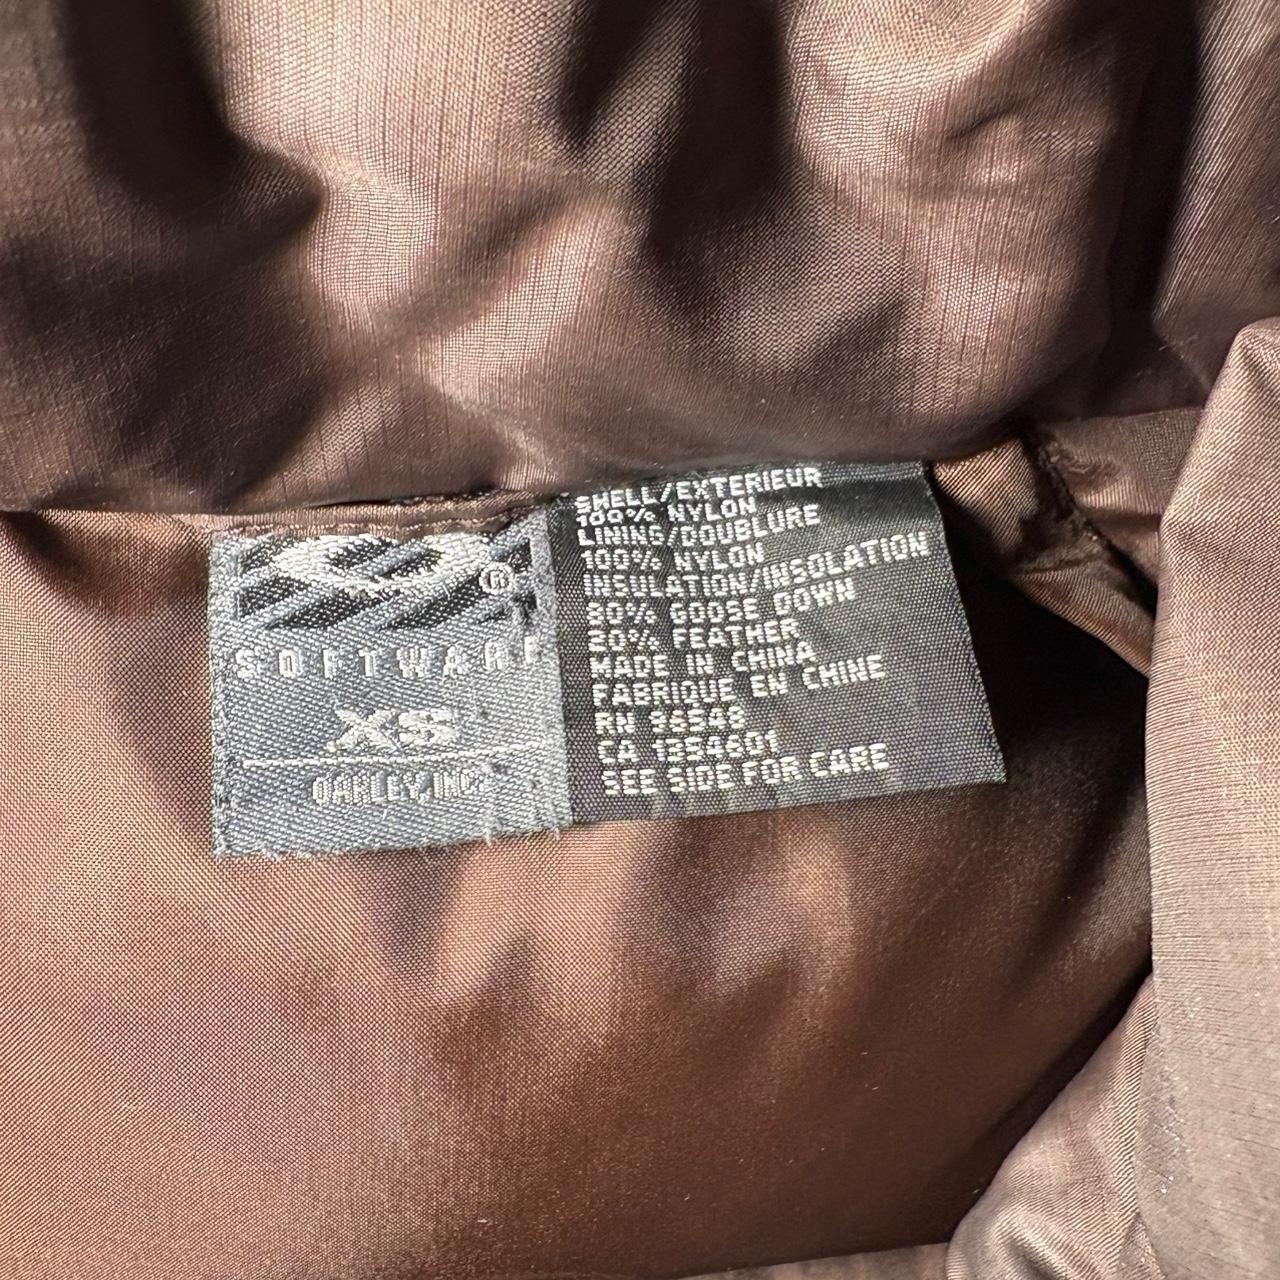 ®
SOFTWARE
XS
OAKLEY, INC.
SHELL/EXTERIEUR
100% NYLON
LINING/DOUBLURE
100% NYLON
INSULATION/INSOLATION
80% GOOSE DOWN
20% FEATHER
MADE IN CHINA
FABRIQUE EN CHINE
RN 96548
CA 1354601
SEE SIDE FOR CARE